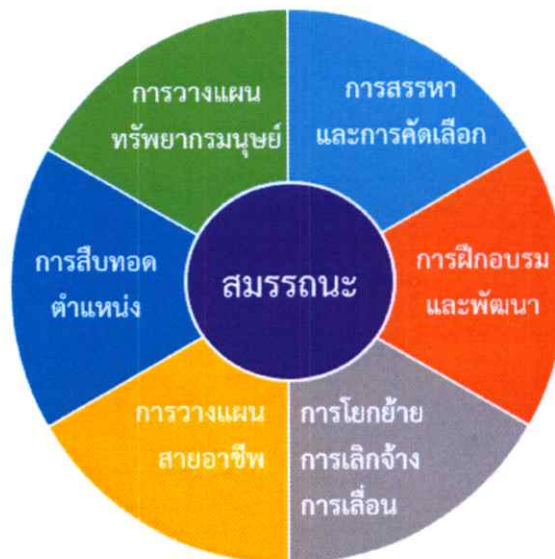 การวางแผน
ทรัพยากรมนุษย์
การสรรหา
และการคัดเลือก
การสืบทอด
ตำแหน่ง
สมรรถนะ
การฝึกอบรม
และพัฒนา
การวางแผน
สายอาชีพ
การโยกย้าย
การเลิกจ้าง
การเลื่อน